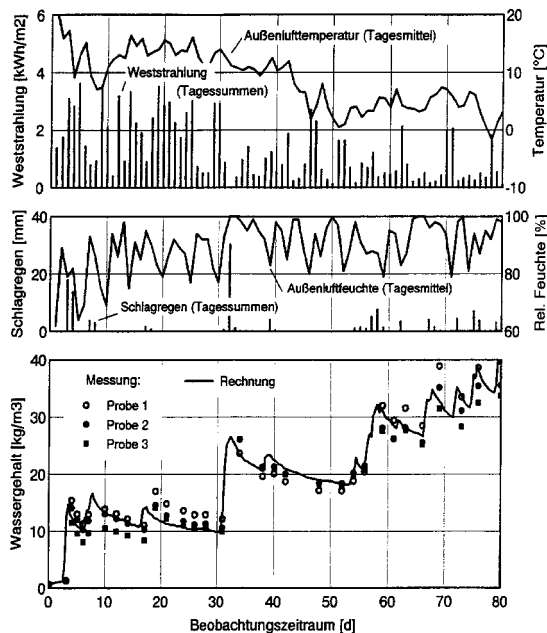 Weststrahlung [kWh/m2]
6
4
2
0
Außenlufttemperatur (Tagesmittel)
Weststrahlung
(Tagessummen)
20
10
0
-10
Temperatur [°C]
Schlagregen [mm]
40
20
0
Außenluftfeuchte (Tagesmittel)
Schlagregen (Tagessummen)
100
80
60
Rel. Feuchte [%]
Wassergehalt [kg/m3]
40
30
20
10
0
Messung: Rechnung
Probe 1
Probe 2
Probe 3
0 10 20 30 40 50 60 70 80
Beobachtungszeitraum [d]